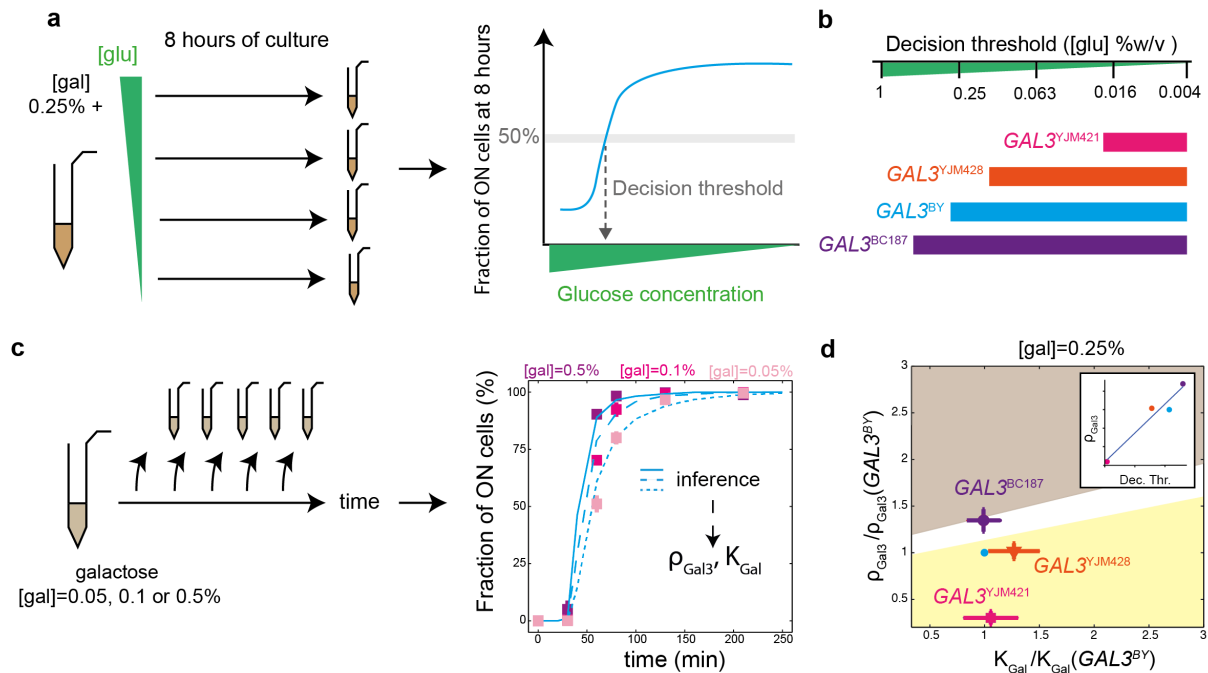 a
[glu]
8 hours of culture
[gal]
0.25% +
Fraction of ON cells at 8 hours
50%
Decision threshold
Glucose concentration
b
Decision threshold ([glu] %w/v )
1
0.25
0.063
0.016
0.004
GAL3YJM421
GAL3YJM428
GAL3BY
GAL3BC187
c
time
galactose
[gal]=0.05, 0.1 or 0.5%
[gal]=0.5%
[gal]=0.1%
[gal]=0.05%
Fraction of ON cells (%)
100
75
50
25
0
inference
ρGal3, KGal
0
50
100
150
200
250
time (min)
d
[gal]=0.25%
ρGal3/ρGal3(GAL3BY)
3
2.5
2
1.5
1
0.5
ρGal3
Dec. Thr.
GAL3BC187
GAL3YJM428
GAL3YJM421
0.5
1
1.5
2
2.5
3
KGal/KGal(GAL3BY)